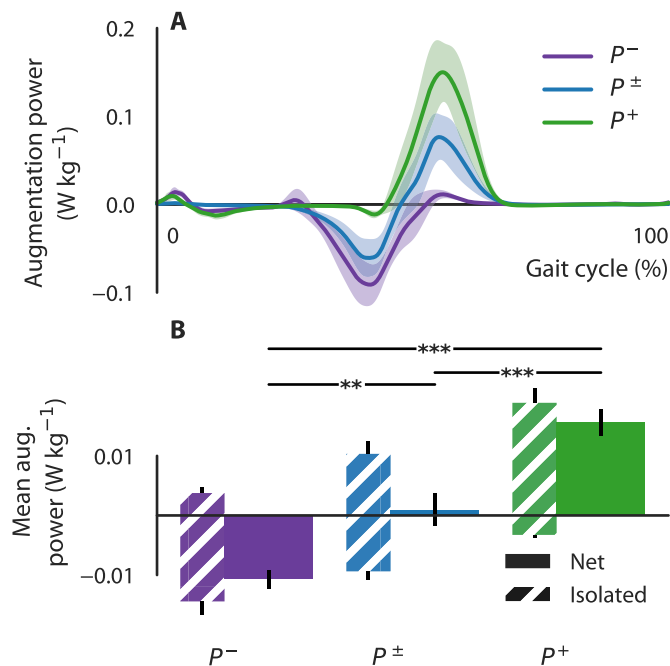 A
0.2
0.1
0.0
−0.1
Augmentation power
(W kg⁻¹)
P⁻
P±
P⁺
0
100
Gait cycle (%)
B
***
**
***
0.01
−0.01
Mean aug.
power (W kg⁻¹)
Net
Isolated
P⁻
P±
P⁺